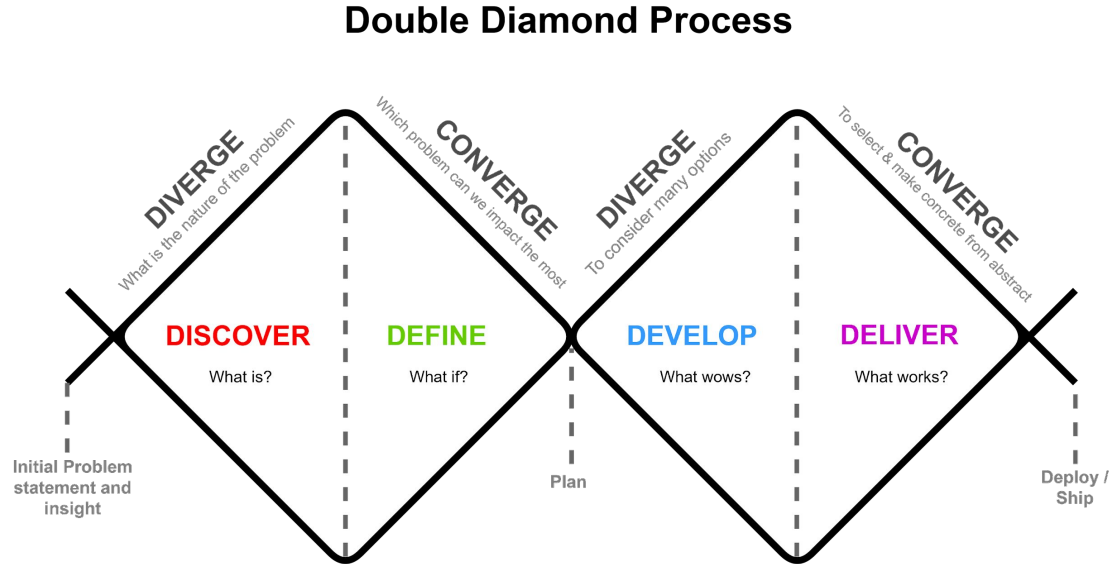 Double Diamond Process
DIVERGE
What is the nature of the problem
CONVERGE
Which problem can we impact the most
DIVERGE
To consider many options
CONVERGE
To select & make concrete from abstract
DISCOVER
What is?
DEFINE
What if?
DEVELOP
What wows?
DELIVER
What works?
Initial Problem
statement and
insight
Plan
Deploy /
Ship